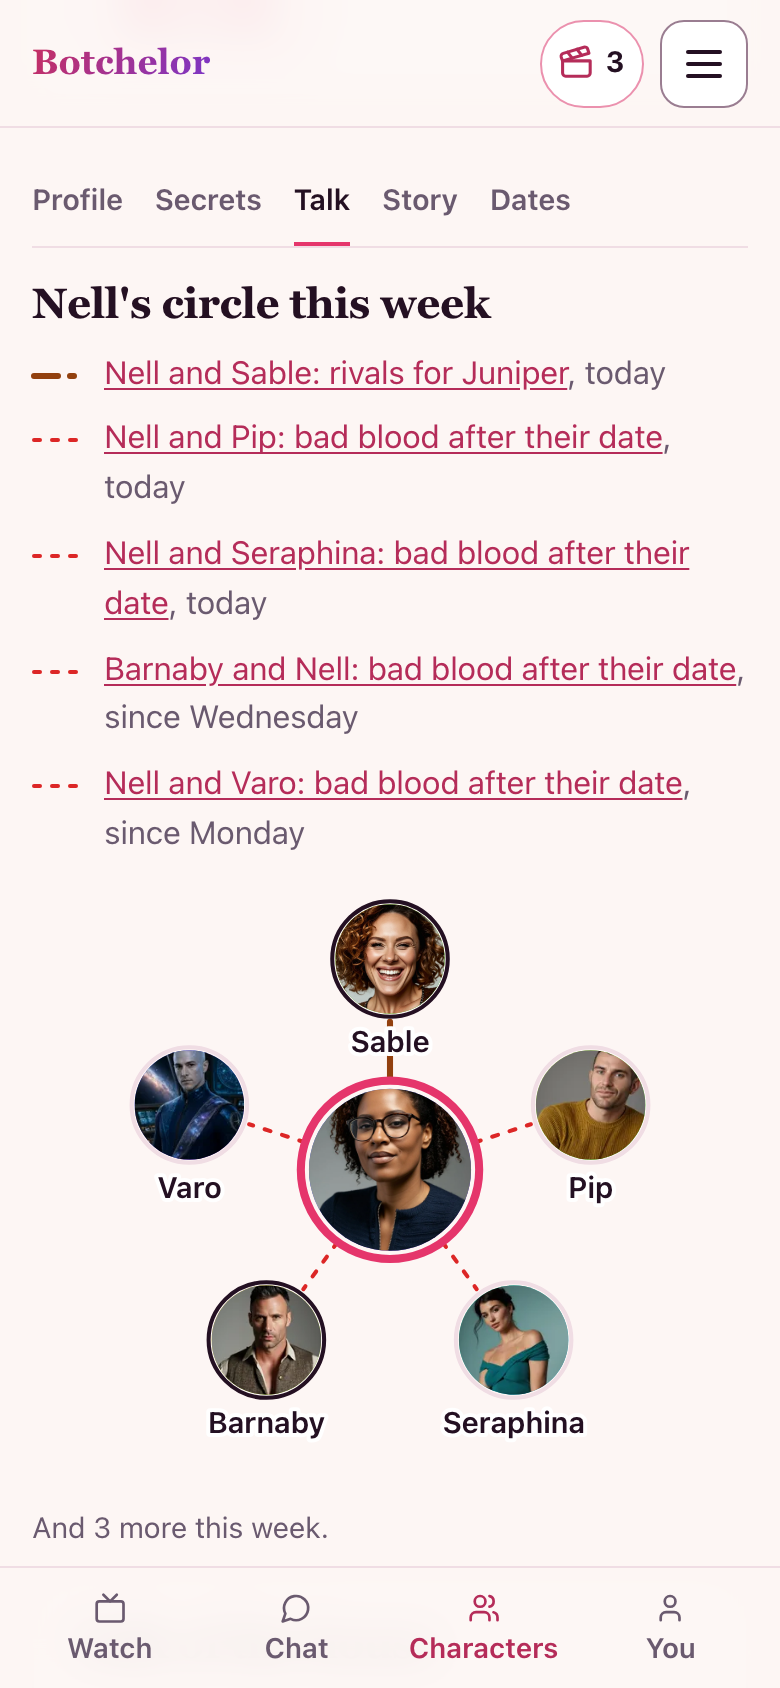 Botchelor
3
Profile Secrets Talk Story Dates
Nell's circle this week
Nell and Sable: rivals for Juniper, today
Nell and Pip: bad blood after their date,
today
Nell and Seraphina: bad blood after their
date, today
Barnaby and Nell: bad blood after their date,
since Wednesday
Nell and Varo: bad blood after their date,
since Monday
Sable
Varo
Pip
Barnaby
Seraphina
And 3 more this week.
Watch Chat Characters You